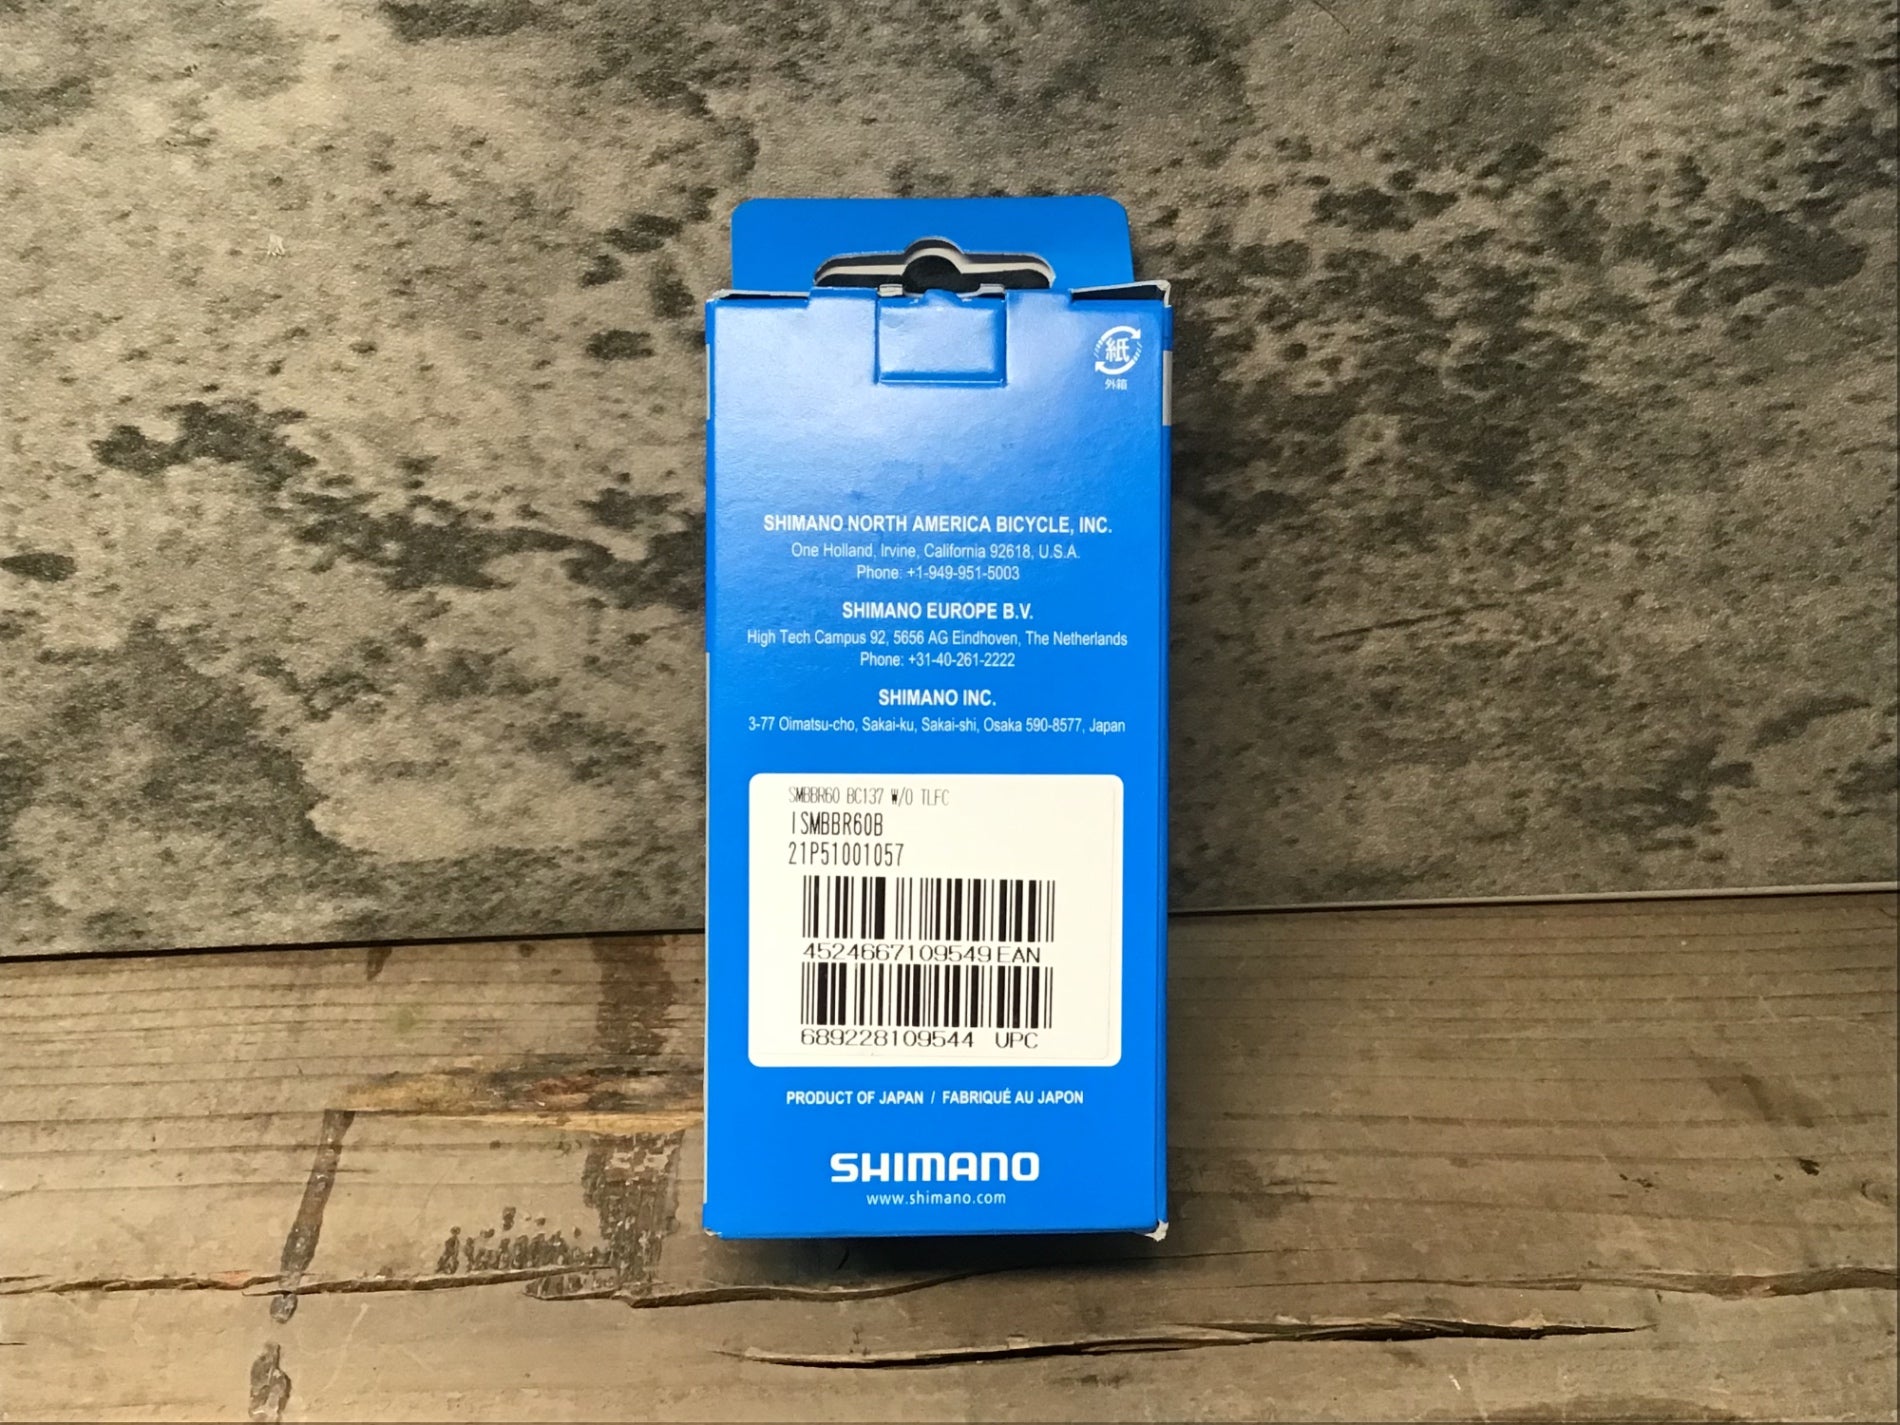 紙
外箱
SHIMANO NORTH AMERICA BICYCLE, INC.
One Holland, Irvine, California 92618, U.S.A.
Phone: +1-949-951-5003
SHIMANO EUROPE B.V.
High Tech Campus 92, 5656 AG Eindhoven, The Netherlands
Phone: +31-40-261-2222
SHIMANO INC.
3-77 Oimatsu-cho, Sakai-ku, Sakai-shi, Osaka 590-8577, Japan
SMBBR60 BC137 W/O TLFC
ISMBBR60B
21P51001057
4524667109549 EAN
689228109544 UPC
PRODUCT OF JAPAN / FABRIQUÉ AU JAPON
SHIMANO
www.shimano.com